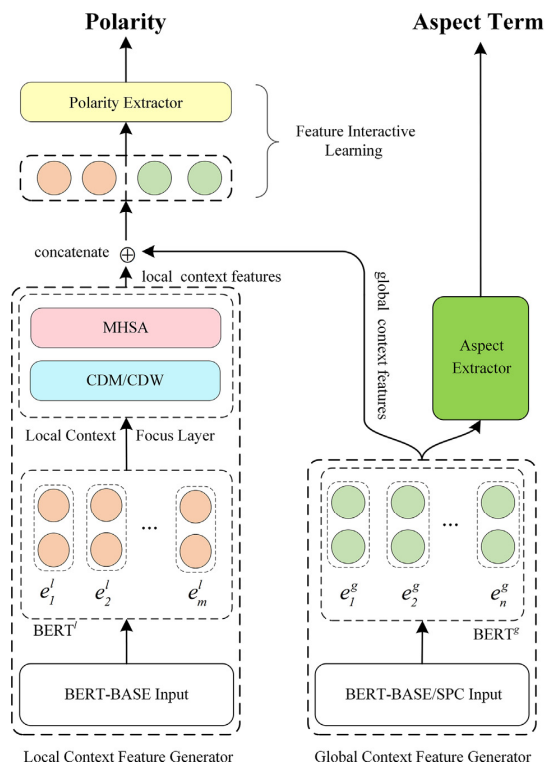 Polarity
Aspect Term
Polarity Extractor
Feature Interactive
Learning
concatenate
⊕
local context features
global context features
MHSA
CDM/CDW
Aspect
Extractor
Local Context Focus Layer
...
e₁ˡ e₂ˡ eₘˡ
BERTˡ
...
e₁ᵍ e₂ᵍ eₙᵍ
BERTᵍ
BERT-BASE Input
BERT-BASE/SPC Input
Local Context Feature Generator
Global Context Feature Generator